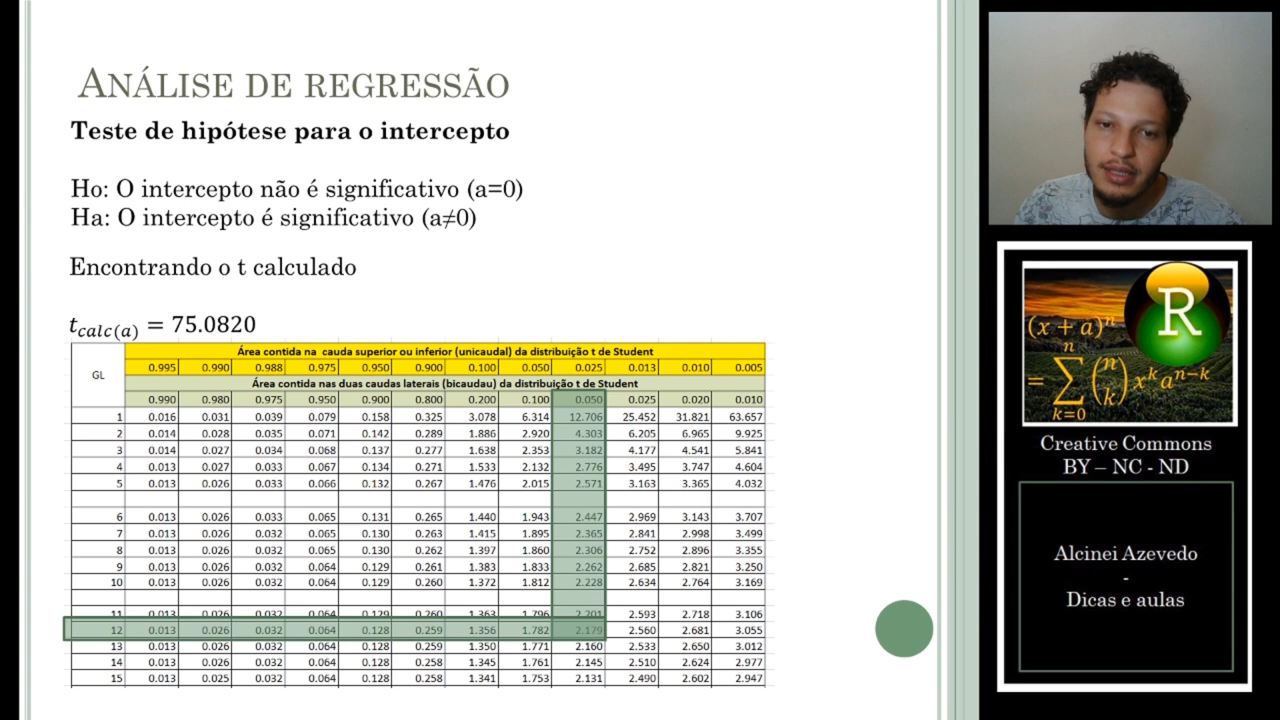 ANÁLISE DE REGRESSÃO
Teste de hipótese para o intercepto
Ho: O intercepto não é significativo (a=0)
Ha: O intercepto é significativo (a≠0)
Encontrando o t calculado
t_calc(a) = 75.0820
Área contida na cauda superior ou inferior (unicaudal) da distribuição t de Student
GL
0.995 0.990 0.988 0.975 0.950 0.900 0.100 0.050 0.025 0.013 0.010 0.005
Área contida nas duas caudas laterais (bicaudau) da distribuição t de Student
0.990 0.980 0.975 0.950 0.900 0.800 0.200 0.100 0.050 0.025 0.020 0.010
1 0.016 0.031 0.039 0.079 0.158 0.325 3.078 6.314 12.706 25.452 31.821 63.657
2 0.014 0.028 0.035 0.071 0.142 0.289 1.886 2.920 4.303 6.205 6.965 9.925
3 0.014 0.027 0.034 0.068 0.137 0.277 1.638 2.353 3.182 4.177 4.541 5.841
4 0.013 0.027 0.033 0.067 0.134 0.271 1.533 2.132 2.776 3.495 3.747 4.604
5 0.013 0.026 0.033 0.066 0.132 0.267 1.476 2.015 2.571 3.163 3.365 4.032
6 0.013 0.026 0.033 0.065 0.131 0.265 1.440 1.943 2.447 2.969 3.143 3.707
7 0.013 0.026 0.032 0.065 0.130 0.263 1.415 1.895 2.365 2.841 2.998 3.499
8 0.013 0.026 0.032 0.065 0.130 0.262 1.397 1.860 2.306 2.752 2.896 3.355
9 0.013 0.026 0.032 0.064 0.129 0.261 1.383 1.833 2.262 2.685 2.821 3.250
10 0.013 0.026 0.032 0.064 0.129 0.260 1.372 1.812 2.228 2.634 2.764 3.169
11 0.013 0.026 0.032 0.064 0.129 0.260 1.363 1.796 2.201 2.593 2.718 3.106
12 0.013 0.026 0.032 0.064 0.128 0.259 1.356 1.782 2.179 2.560 2.681 3.055
13 0.013 0.026 0.032 0.064 0.128 0.259 1.350 1.771 2.160 2.533 2.650 3.012
14 0.013 0.026 0.032 0.064 0.128 0.258 1.345 1.761 2.145 2.510 2.624 2.977
15 0.013 0.025 0.032 0.064 0.128 0.258 1.341 1.753 2.131 2.490 2.602 2.947
R
(x + a)^n
= ∑_{k=0}^{n} (n k) x^k a^{n−k}
Creative Commons
BY – NC - ND
Alcinei Azevedo
-
Dicas e aulas